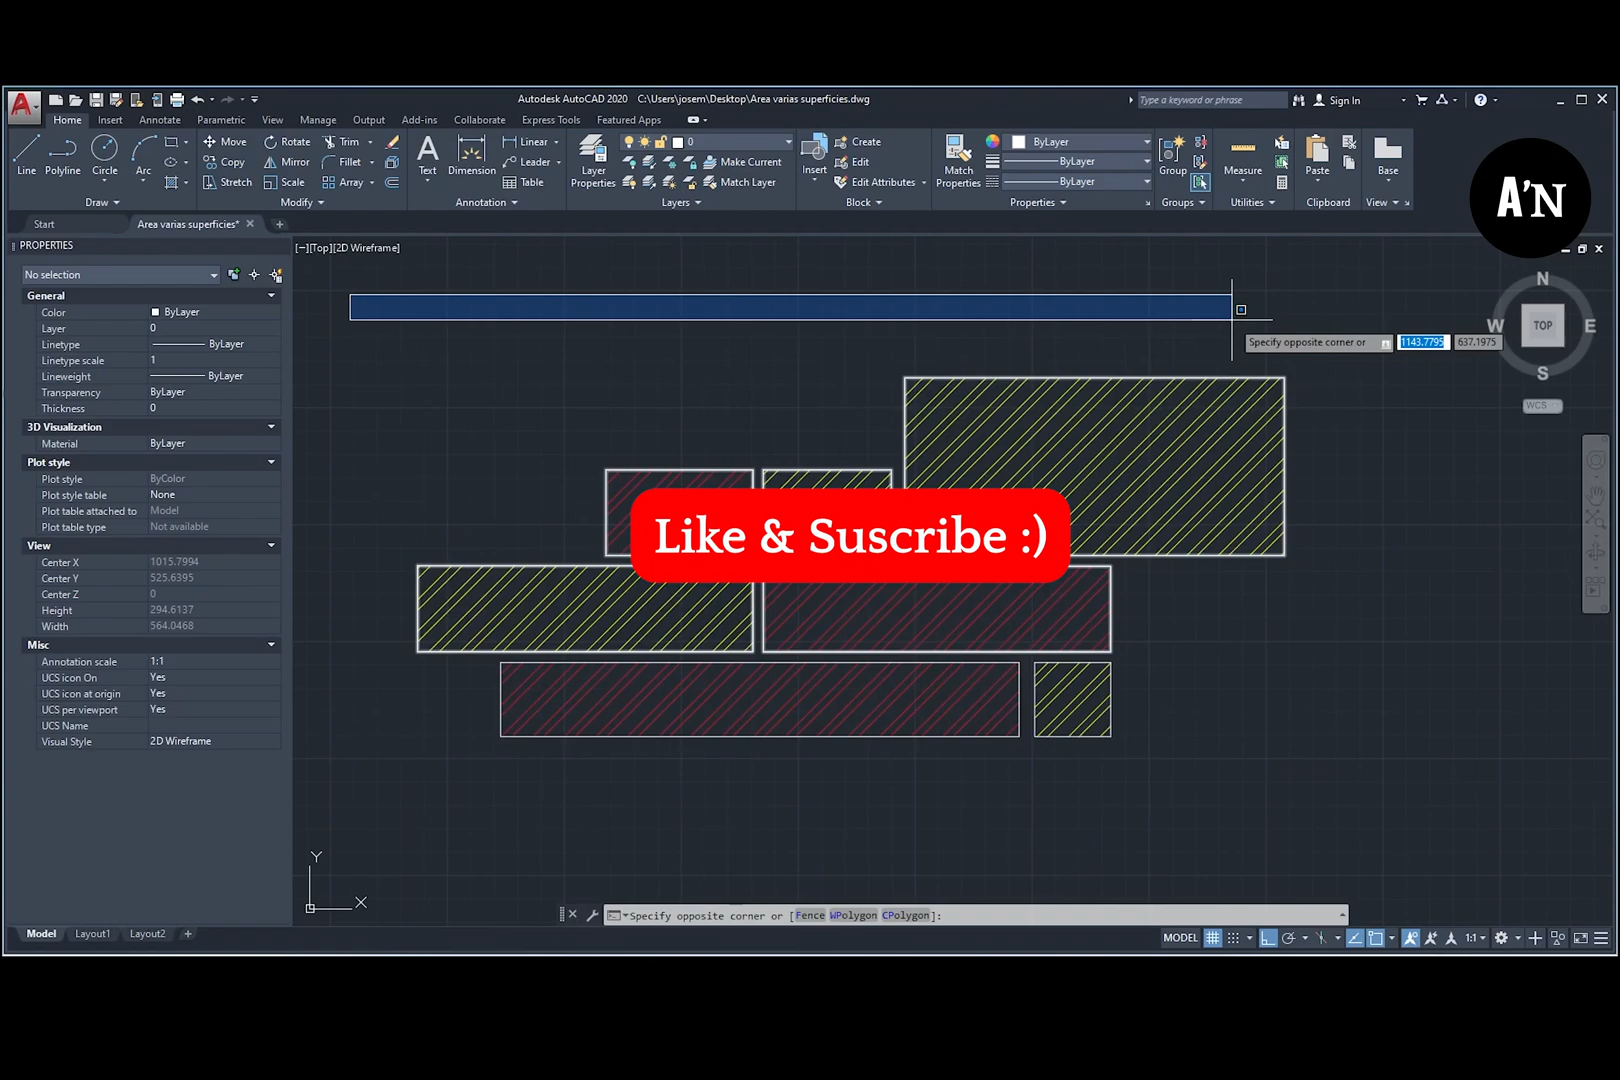 Autodesk AutoCAD 2020 C:\Users\josem\Desktop\Area varias superficies.dwg
Type a keyword or phrase
Sign In
Home Insert Annotate Parametric View Manage Output Add-ins Collaborate Express Tools Featured Apps
Line
Polyline
Circle
Arc
Draw
Move Rotate Trim
Copy Mirror Fillet
Stretch Scale Array
Modify
Text
Dimension
Linear
Leader
Table
Annotation
Layer Properties
0
Make Current
Match Layer
Layers
Insert
Create
Edit
Edit Attributes
Block
Match Properties
ByLayer
ByLayer
ByLayer
Properties
Group
Groups
Measure
Utilities
Paste
Clipboard
Base
View
A'N
Start
Area varias superficies*
PROPERTIES
No selection
General
Color ByLayer
Layer 0
Linetype ByLayer
Linetype scale 1
Lineweight ByLayer
Transparency ByLayer
Thickness 0
3D Visualization
Material ByLayer
Plot style
Plot style ByColor
Plot style table None
Plot table attached to Model
Plot table type Not available
View
Center X 1015.7994
Center Y 525.6395
Center Z 0
Height 294.6137
Width 564.0468
Misc
Annotation scale 1:1
UCS icon On Yes
UCS icon at origin Yes
UCS per viewport Yes
UCS Name
Visual Style 2D Wireframe
[−][Top][2D Wireframe]
N
W TOP E
S
WCS
Specify opposite corner or 1143.7795 637.1975
Like & Suscribe :)
Y
X
Specify opposite corner or [Fence WPolygon CPolygon]:
Model Layout1 Layout2
MODEL
1:1